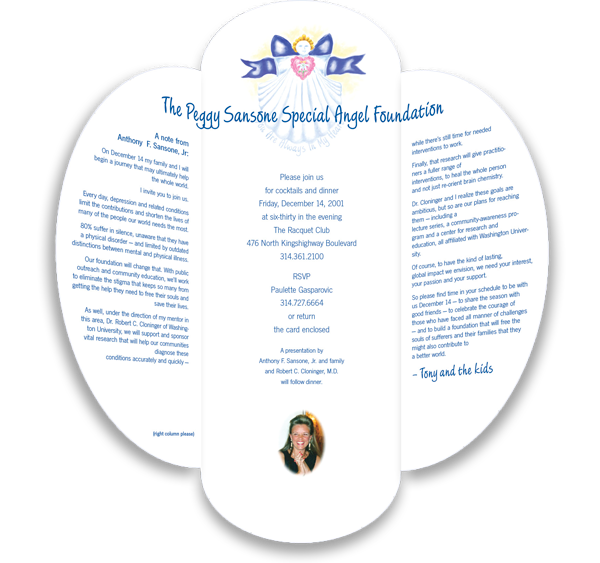 The Peggy Sansone Special Angel Foundation
A note from
Anthony F. Sansone, Jr:
On December 14 my family and I will
begin a journey that may ultimately help
the whole world.
I invite you to join us.
Every day, depression and related conditions
limit the contributions and shorten the lives of
many of the people our world needs the most.
80% suffer in silence, unaware that they have
a physical disorder — and limited by outdated
distinctions between mental and physical illness.
Our foundation will change that. With public
outreach and community education, we'll work
to eliminate the stigma that keeps so many from
getting the help they need to free their souls and
save their lives.
As well, under the direction of my mentor in
this area, Dr. Robert C. Cloninger of Washing-
ton University, we will support and sponsor
vital research that will help our communities
diagnose these
conditions accurately and quickly –
(right column please)
Please join us
for cocktails and dinner
Friday, December 14, 2001
at six-thirty in the evening
The Racquet Club
476 North Kingshighway Boulevard
314.361.2100
RSVP
Paulette Gasparovic
314.727.6664
or return
the card enclosed
A presentation by
Anthony F. Sansone, Jr. and family
and Robert C. Cloninger, M.D.
will follow dinner.
while there's still time for needed
interventions to work.
Finally, that research will give practitio-
ners a fuller range of
interventions, to heal the whole person
and not just re-orient brain chemistry.
Dr. Cloninger and I realize these goals are
ambitious, but so are our plans for reaching
them — including a
lecture series, a community-awareness pro-
gram and a center for research and
education, all affiliated with Washington Univer-
sity.
Of course, to have the kind of lasting,
global impact we envision, we need your interest,
your passion and your support.
So please find time in your schedule to be with
us December 14 — to share the season with
good friends — to celebrate the courage of
those who have faced all manner of challenges
— and to build a foundation that will free the
souls of sufferers and their families that they
might also contribute to
a better world.
– Tony and the kids